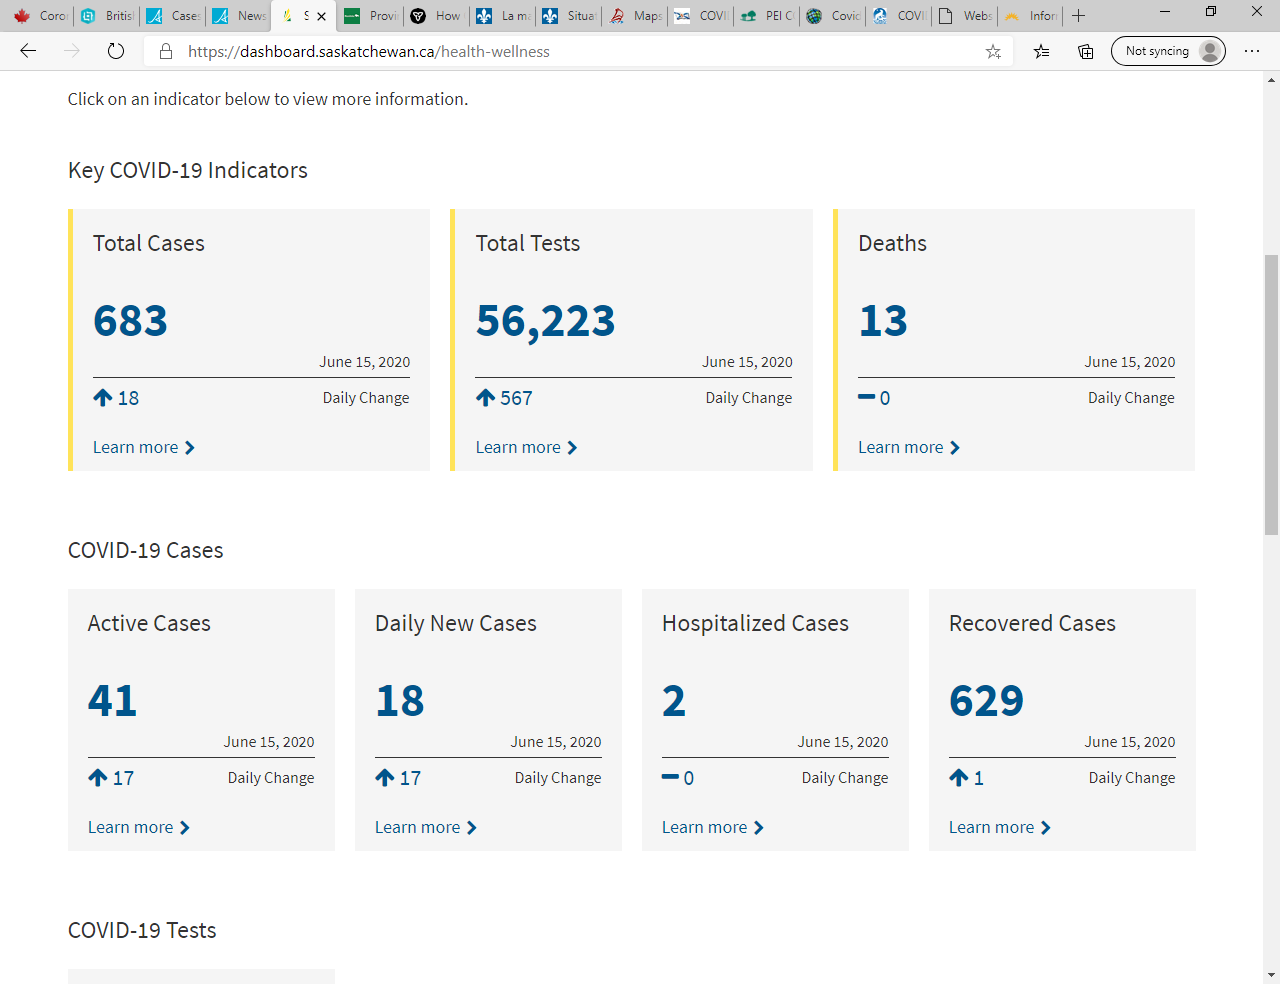 Coror
Britisl
Cases
News
S
Provi
How
La ma
Situat
Maps
COVI
PEI C
Covid
COVI
Webs
Inform
https://dashboard.saskatchewan.ca/health-wellness
Not syncing
Click on an indicator below to view more information.
Key COVID-19 Indicators
Total Cases
683
June 15, 2020
18 Daily Change
Learn more
Total Tests
56,223
June 15, 2020
567 Daily Change
Learn more
Deaths
13
June 15, 2020
0 Daily Change
Learn more
COVID-19 Cases
Active Cases
41
June 15, 2020
17 Daily Change
Learn more
Daily New Cases
18
June 15, 2020
17 Daily Change
Learn more
Hospitalized Cases
2
June 15, 2020
0 Daily Change
Learn more
Recovered Cases
629
June 15, 2020
1 Daily Change
Learn more
COVID-19 Tests